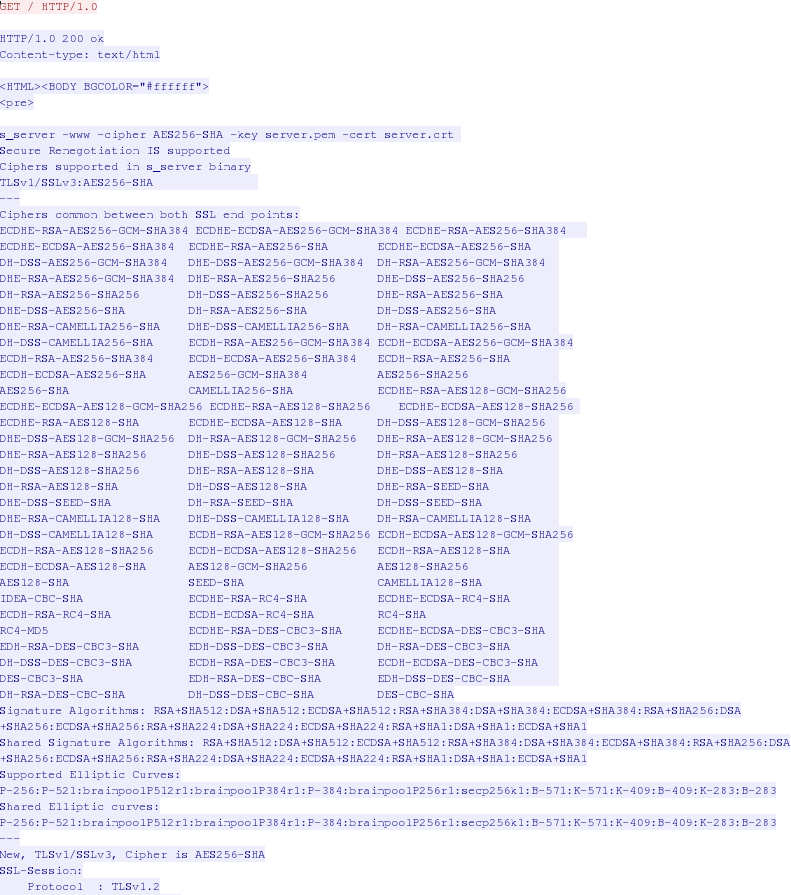 GET / HTTP/1.0
HTTP/1.0 200 ok
Content-type: text/html
<HTML><BODY BGCOLOR="#ffffff">
<pre>
s_server -www -cipher AES256-SHA -key server.pem -cert server.crt
Secure Renegotiation IS supported
Ciphers supported in s_server binary
TLSv1/SSLv3:AES256-SHA
---
Ciphers common between both SSL end points:
ECDHE-RSA-AES256-GCM-SHA384 ECDHE-ECDSA-AES256-GCM-SHA384 ECDHE-RSA-AES256-SHA384
ECDHE-ECDSA-AES256-SHA384 ECDHE-RSA-AES256-SHA ECDHE-ECDSA-AES256-SHA
DH-DSS-AES256-GCM-SHA384 DHE-DSS-AES256-GCM-SHA384 DH-RSA-AES256-GCM-SHA384
DHE-RSA-AES256-GCM-SHA384 DHE-RSA-AES256-SHA256 DHE-DSS-AES256-SHA256
DH-RSA-AES256-SHA256 DH-DSS-AES256-SHA256 DHE-RSA-AES256-SHA
DHE-DSS-AES256-SHA DH-RSA-AES256-SHA DH-DSS-AES256-SHA
DHE-RSA-CAMELLIA256-SHA DHE-DSS-CAMELLIA256-SHA DH-RSA-CAMELLIA256-SHA
DH-DSS-CAMELLIA256-SHA ECDH-RSA-AES256-GCM-SHA384 ECDH-ECDSA-AES256-GCM-SHA384
ECDH-RSA-AES256-SHA384 ECDH-ECDSA-AES256-SHA384 ECDH-RSA-AES256-SHA
ECDH-ECDSA-AES256-SHA AES256-GCM-SHA384 AES256-SHA256
AES256-SHA CAMELLIA256-SHA ECDHE-RSA-AES128-GCM-SHA256
ECDHE-ECDSA-AES128-GCM-SHA256 ECDHE-RSA-AES128-SHA256 ECDHE-ECDSA-AES128-SHA256
ECDHE-RSA-AES128-SHA ECDHE-ECDSA-AES128-SHA DH-DSS-AES128-GCM-SHA256
DHE-DSS-AES128-GCM-SHA256 DH-RSA-AES128-GCM-SHA256 DHE-RSA-AES128-GCM-SHA256
DHE-RSA-AES128-SHA256 DHE-DSS-AES128-SHA256 DH-RSA-AES128-SHA256
DH-DSS-AES128-SHA256 DHE-RSA-AES128-SHA DHE-DSS-AES128-SHA
DH-RSA-AES128-SHA DH-DSS-AES128-SHA DHE-RSA-SEED-SHA
DHE-DSS-SEED-SHA DH-RSA-SEED-SHA DH-DSS-SEED-SHA
DHE-RSA-CAMELLIA128-SHA DHE-DSS-CAMELLIA128-SHA DH-RSA-CAMELLIA128-SHA
DH-DSS-CAMELLIA128-SHA ECDH-RSA-AES128-GCM-SHA256 ECDH-ECDSA-AES128-GCM-SHA256
ECDH-RSA-AES128-SHA256 ECDH-ECDSA-AES128-SHA256 ECDH-RSA-AES128-SHA
ECDH-ECDSA-AES128-SHA AES128-GCM-SHA256 AES128-SHA256
AES128-SHA SEED-SHA CAMELLIA128-SHA
IDEA-CBC-SHA ECDHE-RSA-RC4-SHA ECDHE-ECDSA-RC4-SHA
ECDH-RSA-RC4-SHA ECDH-ECDSA-RC4-SHA RC4-SHA
RC4-MD5 ECDHE-RSA-DES-CBC3-SHA ECDHE-ECDSA-DES-CBC3-SHA
EDH-RSA-DES-CBC3-SHA EDH-DSS-DES-CBC3-SHA DH-RSA-DES-CBC3-SHA
DH-DSS-DES-CBC3-SHA ECDH-RSA-DES-CBC3-SHA ECDH-ECDSA-DES-CBC3-SHA
DES-CBC3-SHA EDH-RSA-DES-CBC-SHA EDH-DSS-DES-CBC-SHA
DH-RSA-DES-CBC-SHA DH-DSS-DES-CBC-SHA DES-CBC-SHA
Signature Algorithms: RSA+SHA512:DSA+SHA512:ECDSA+SHA512:RSA+SHA384:DSA+SHA384:ECDSA+SHA384:RSA+SHA256:DSA
+SHA256:ECDSA+SHA256:RSA+SHA224:DSA+SHA224:ECDSA+SHA224:RSA+SHA1:DSA+SHA1:ECDSA+SHA1
Shared Signature Algorithms: RSA+SHA512:DSA+SHA512:ECDSA+SHA512:RSA+SHA384:DSA+SHA384:ECDSA+SHA384:RSA+SHA256:DSA
+SHA256:ECDSA+SHA256:RSA+SHA224:DSA+SHA224:ECDSA+SHA224:RSA+SHA1:DSA+SHA1:ECDSA+SHA1
Supported Elliptic Curves:
P-256:P-521:brainpoolP512r1:brainpoolP384r1:P-384:brainpoolP256r1:secp256k1:B-571:K-571:K-409:B-409:K-283:B-283
Shared Elliptic curves:
P-256:P-521:brainpoolP512r1:brainpoolP384r1:P-384:brainpoolP256r1:secp256k1:B-571:K-571:K-409:B-409:K-283:B-283
---
New, TLSv1/SSLv3, Cipher is AES256-SHA
SSL-Session:
Protocol : TLSv1.2